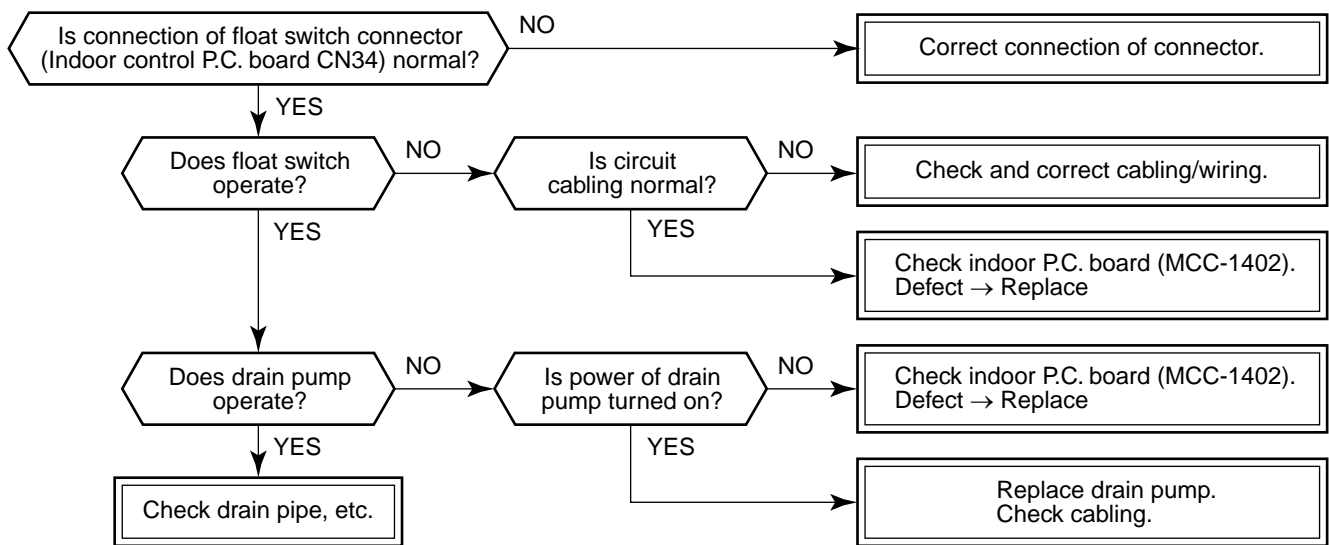 Is connection of float switch connector
(Indoor control P.C. board CN34) normal?
NO
Correct connection of connector.
YES
Does float switch
operate?
NO
Is circuit
cabling normal?
NO
Check and correct cabling/wiring.
YES
YES
Check indoor P.C. board (MCC-1402).
Defect → Replace
Does drain pump
operate?
NO
Is power of drain
pump turned on?
NO
Check indoor P.C. board (MCC-1402).
Defect → Replace
YES
YES
Check drain pipe, etc.
Replace drain pump.
Check cabling.